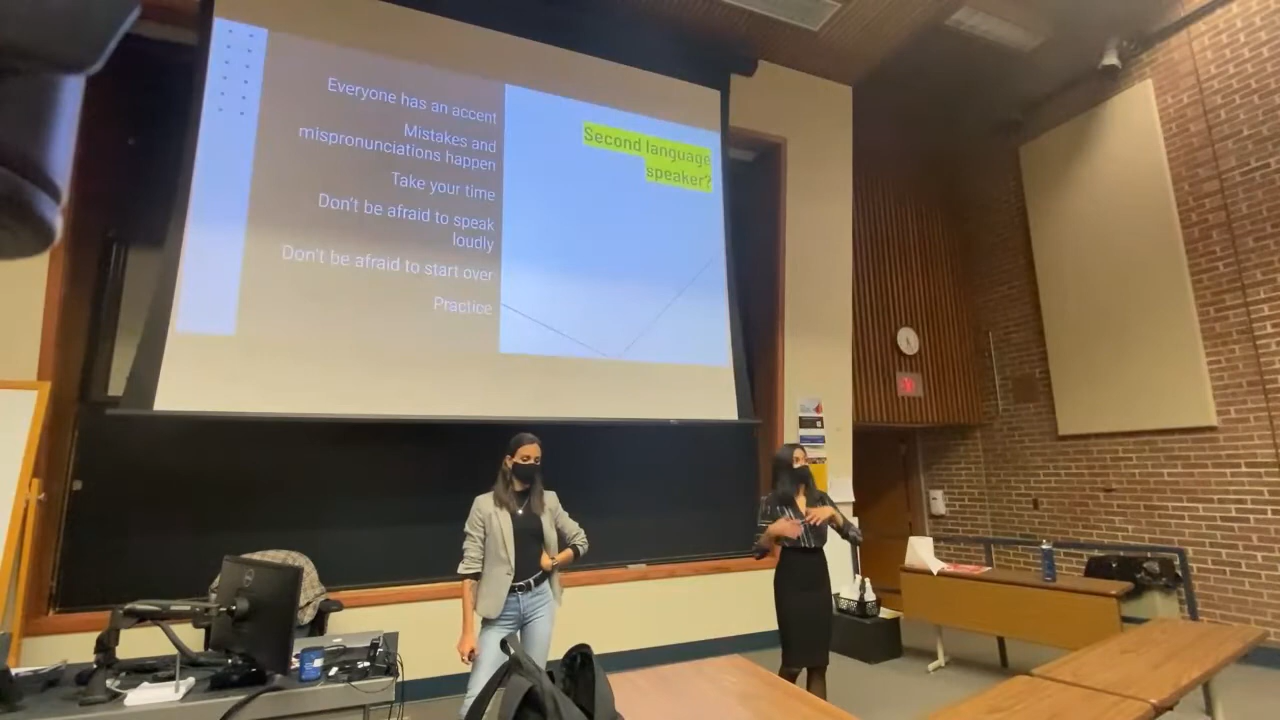 Everyone has an accent
Mistakes and
mispronunciations happen
Take your time
Don't be afraid to speak
loudly
Don't be afraid to start over
Practice
Second language
speaker?
DELL